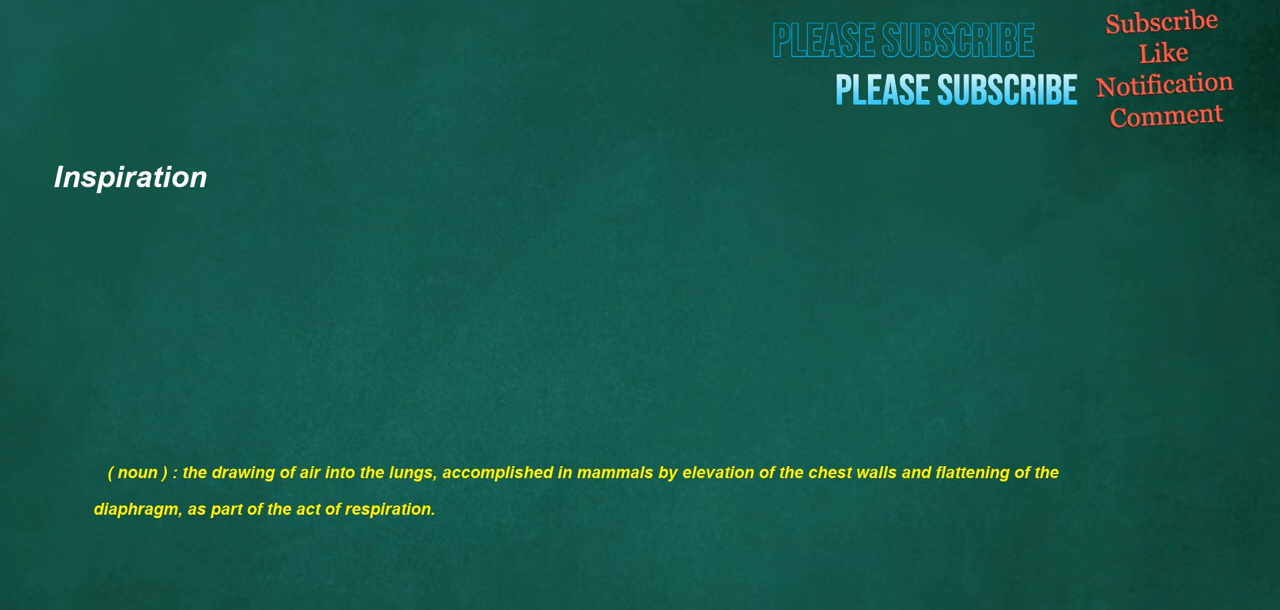 PLEASE SUBSCRIBE
PLEASE SUBSCRIBE
Subscribe
Like
Notification
Comment
Inspiration
( noun ) : the drawing of air into the lungs, accomplished in mammals by elevation of the chest walls and flattening of the
diaphragm, as part of the act of respiration.